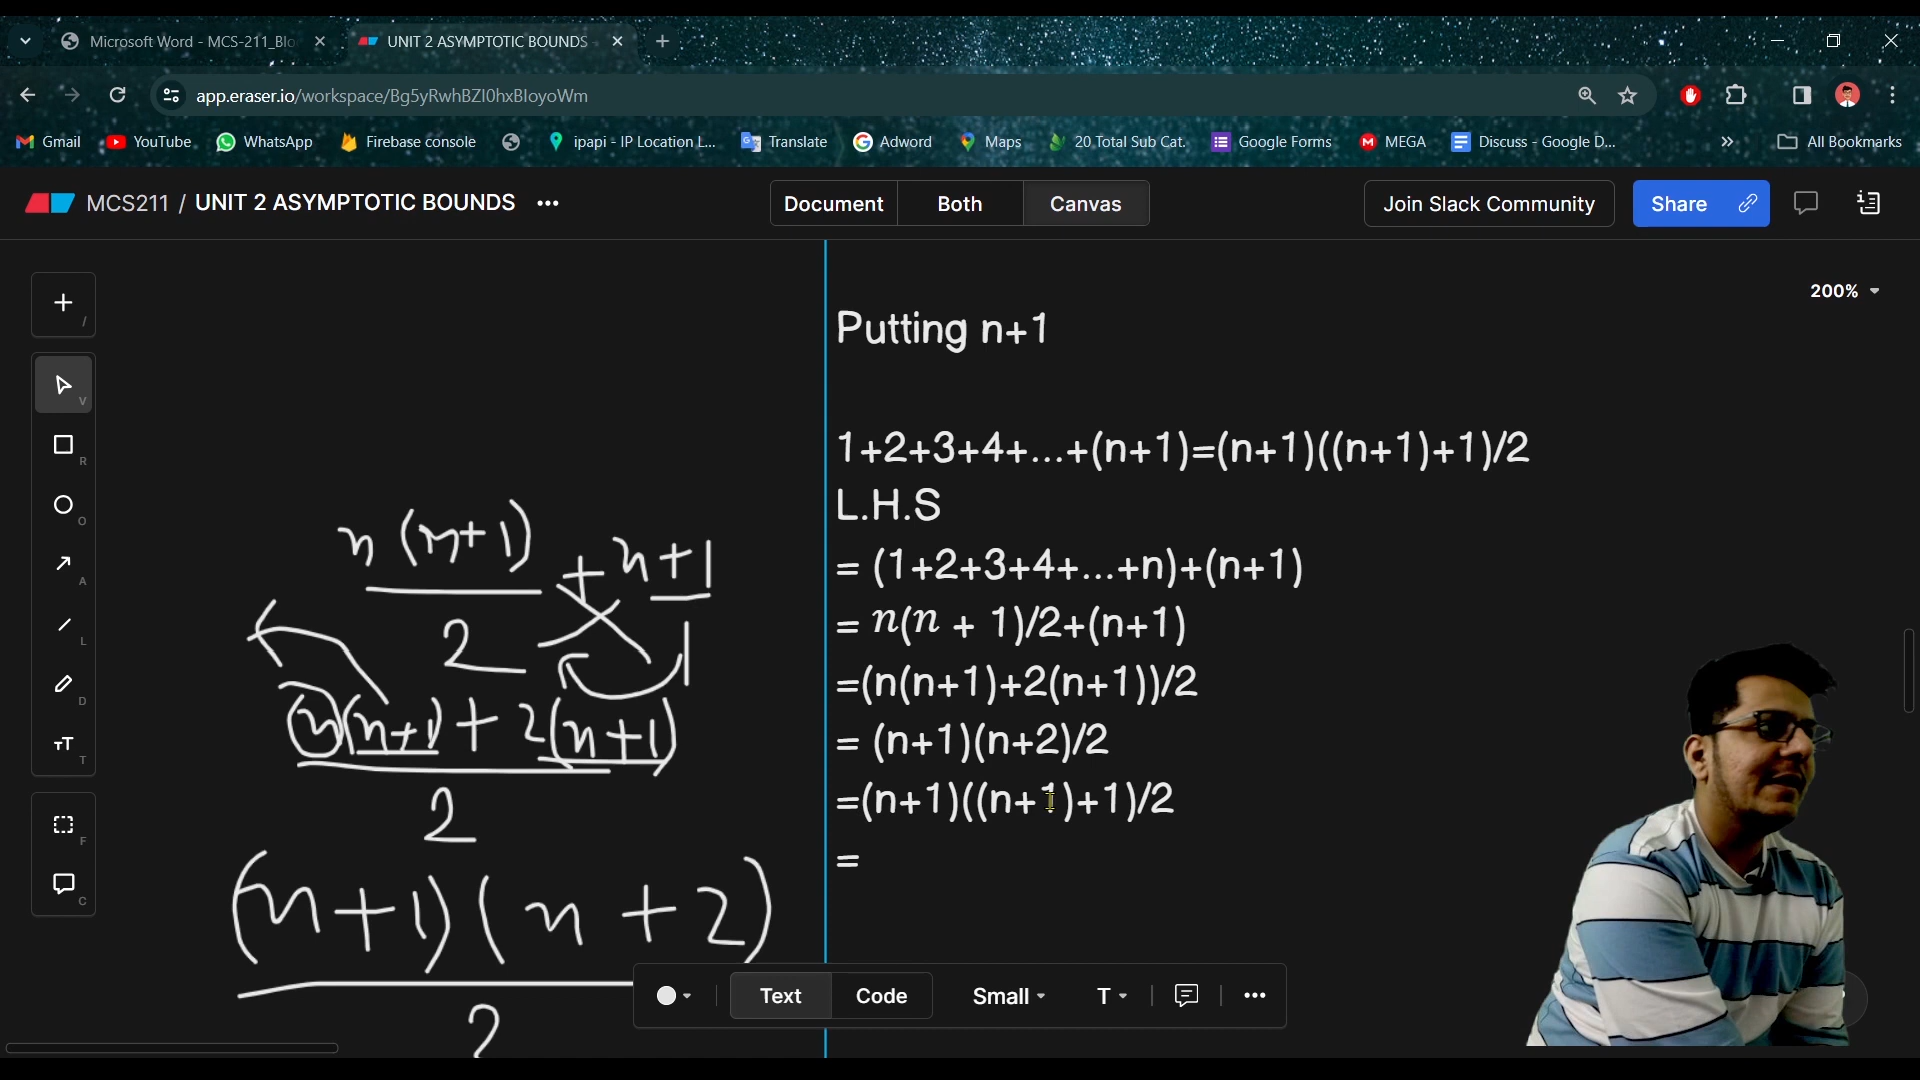 Microsoft Word - MCS-211_Blo
UNIT 2 ASYMPTOTIC BOUNDS
app.eraser.io/workspace/Bg5yRwhBZI0hxBIoyoWm
Gmail
YouTube
WhatsApp
Firebase console
ipapi - IP Location L...
Translate
Adword
Maps
20 Total Sub Cat.
Google Forms
MEGA
Discuss - Google D...
»
All Bookmarks
MCS211 / UNIT 2 ASYMPTOTIC BOUNDS •••
Document
Both
Canvas
Join Slack Community
Share
200%
/
V
R
O
A
L
D
T
F
C
n(n+1) + n+1
2 1
n(n+1) + 2(n+1)
2
(n+1)(n+2)
2
Putting n+1
1+2+3+4+...+(n+1)=(n+1)((n+1)+1)/2
L.H.S
= (1+2+3+4+...+n)+(n+1)
= n(n + 1)/2+(n+1)
=(n(n+1)+2(n+1))/2
= (n+1)(n+2)/2
=(n+1)((n+1)+1)/2
=
Text
Code
Small
T
•••